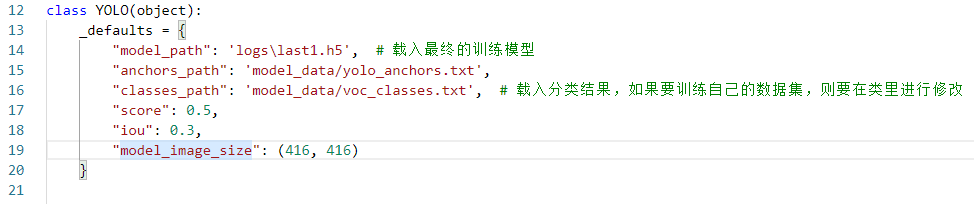 12 class YOLO(object):
13     _defaults = {
14         "model_path": 'logs\last1.h5',  # 载入最终的训练模型
15         "anchors_path": 'model_data/yolo_anchors.txt',
16         "classes_path": 'model_data/voc_classes.txt',  # 载入分类结果，如果要训练自己的数据集，则要在类里进行修改
17         "score": 0.5,
18         "iou": 0.3,
19         "model_image_size": (416, 416)
20     }
21